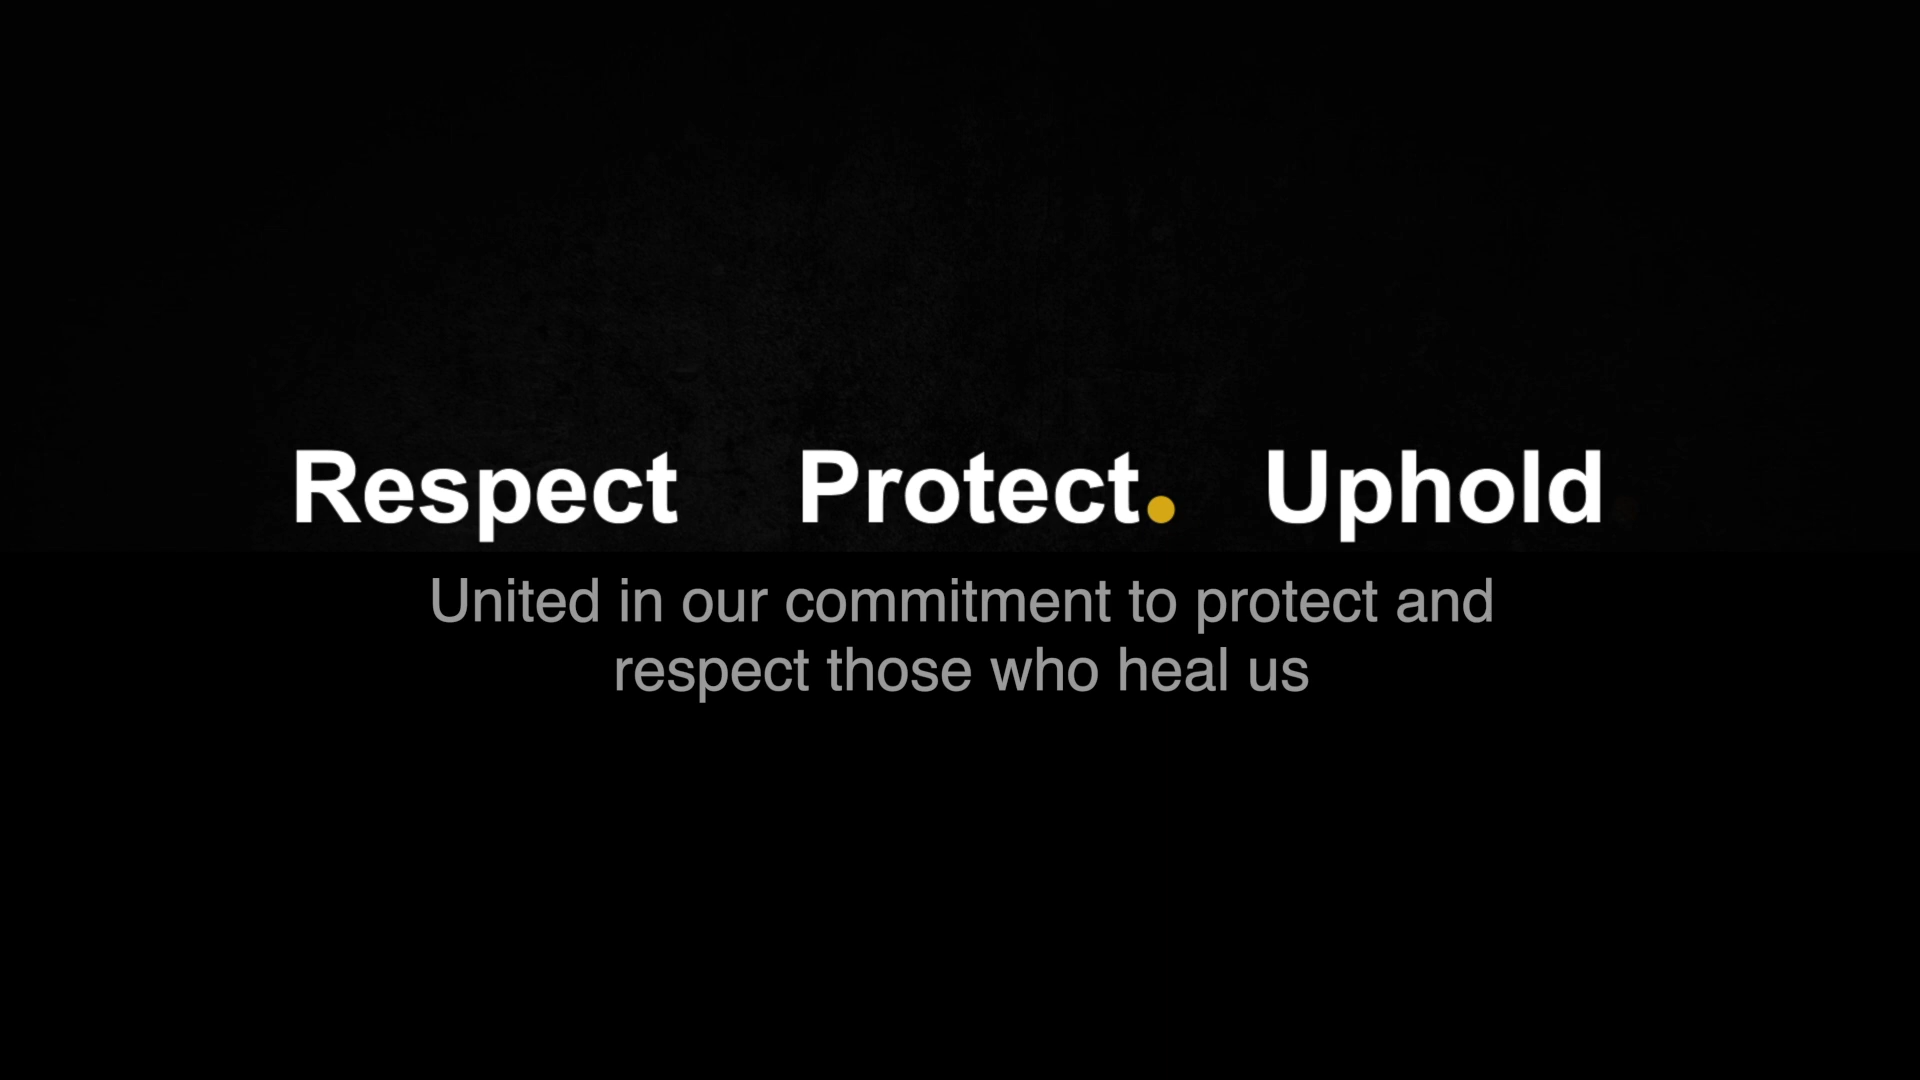 Respect Protect. Uphold
United in our commitment to protect and
respect those who heal us